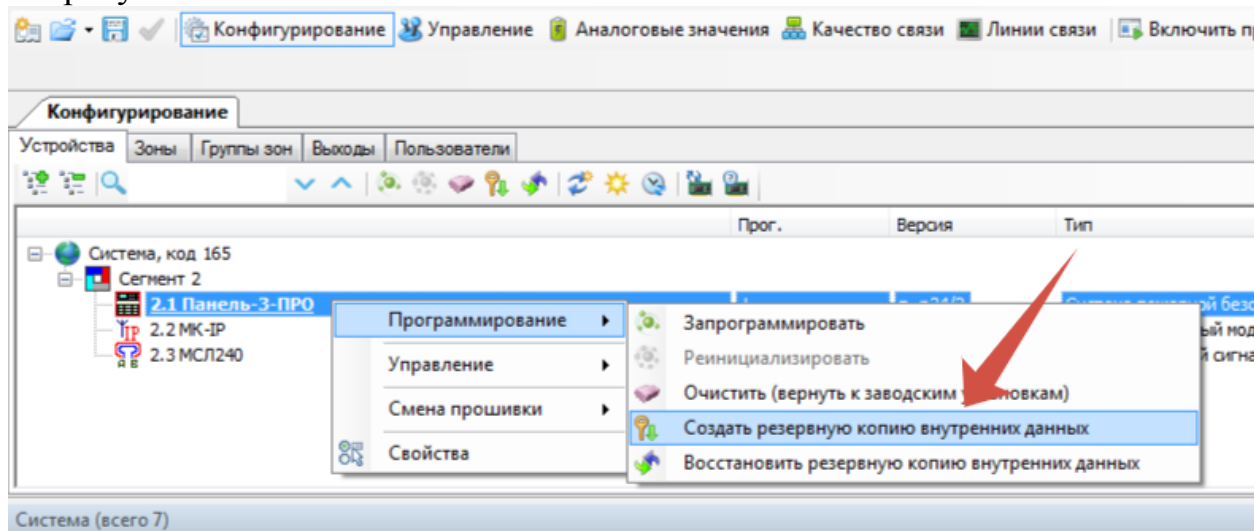 Конфигурирование Управление Аналоговые значения Качество связи Линии связи Включить
Конфигурирование
Устройства Зоны Группы зон Выходы Пользователи
Прог. Версия Тип
Система, код 165
Сегмент 2
2.1 Панель-3-ПРО
2.2 МК-IP
2.3 МСЛ240
Программирование
Управление
Смена прошивки
Свойства
Запрограммировать
Реинициализировать
Очистить (вернуть к заводским установкам)
Создать резервную копию внутренних данных
Восстановить резервную копию внутренних данных
Система (всего 7)